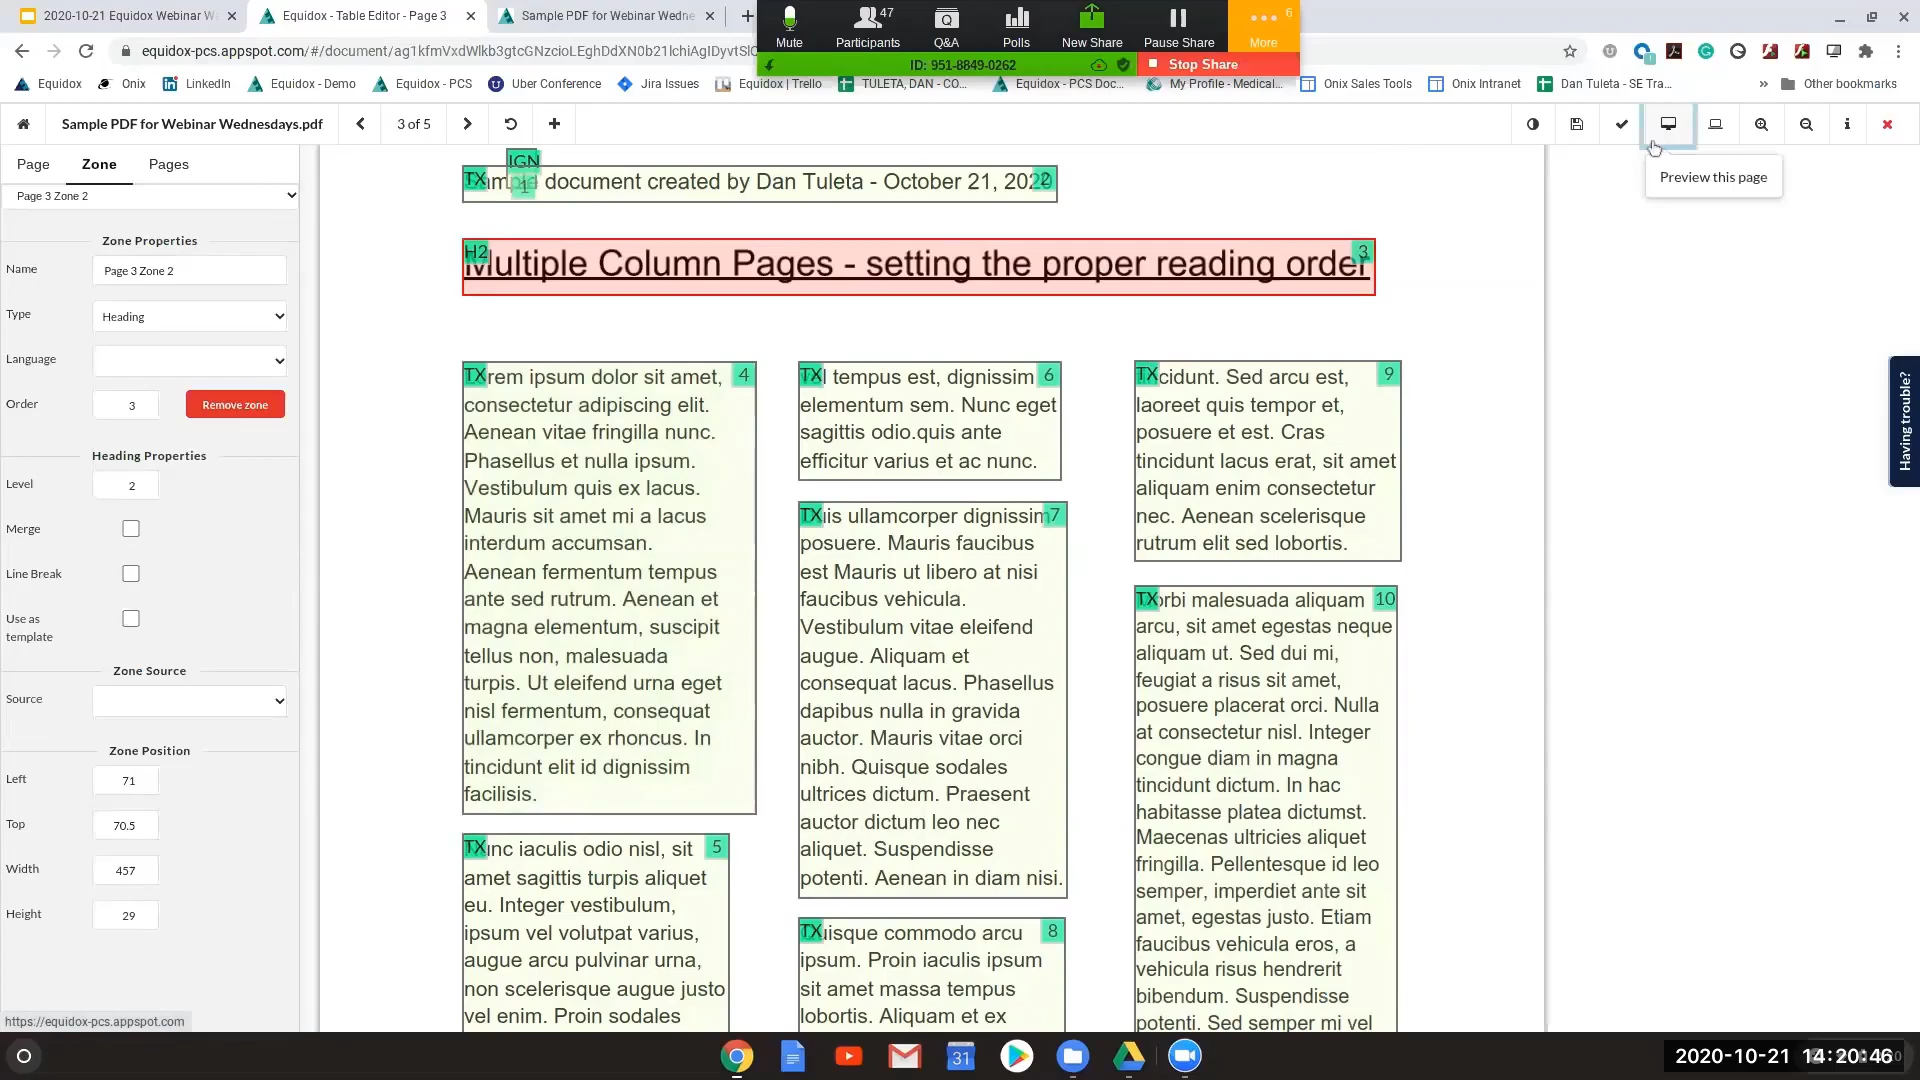 2020-10-21 Equidox Webinar W
Equidox - Table Editor - Page 3
Sample PDF for Webinar Wedne
equidox-pcs.appspot.com/#/document/
Mute
Participants
47
Q&A
Polls
New Share
Pause Share
More
6
ID: 951-8849-0262
Stop Share
Equidox
Onix
LinkedIn
Equidox - Demo
Equidox - PCS
Uber Conference
Jira Issues
Equidox | Trello
TULETA, DAN - CO...
Equidox - PCS Doc...
My Profile - Medical...
Onix Sales Tools
Onix Intranet
Dan Tuleta - SE Tra...
»
Other bookmarks
Sample PDF for Webinar Wednesdays.pdf
3 of 5
Preview this page
Page
Zone
Pages
Page 3 Zone 2
Zone Properties
Name
Page 3 Zone 2
Type
Heading
Language
Order
3
Remove zone
Heading Properties
Level
2
Merge
Line Break
Use as
template
Zone Source
Source
Zone Position
Left
71
Top
70.5
Width
457
Height
29
https://equidox-pcs.appspot.com
IGN
1
TX
document created by Dan Tuleta - October 21,
2
H2
Multiple Column Pages - setting the proper reading order
3
TX
4
rem ipsum dolor sit amet,
consectetur adipiscing elit.
Aenean vitae fringilla nunc.
Phasellus et nulla ipsum.
Vestibulum quis ex lacus.
Mauris sit amet mi a lacus
interdum accumsan.
Aenean fermentum tempus
ante sed rutrum. Aenean et
magna elementum, suscipit
tellus non, malesuada
turpis. Ut eleifend urna eget
nisl fermentum, consequat
ullamcorper ex rhoncus. In
tincidunt elit id dignissim
facilisis.
TX
5
inc iaculis odio nisl, sit
amet sagittis turpis aliquet
eu. Integer vestibulum,
ipsum vel volutpat varius,
augue arcu pulvinar urna,
non scelerisque augue justo
vel enim. Proin sodales
TX
6
l tempus est, dignissim
elementum sem. Nunc eget
sagittis odio.quis ante
efficitur varius et ac nunc.
TX
7
is ullamcorper dignissim
posuere. Mauris faucibus
est Mauris ut libero at nisi
faucibus vehicula.
Vestibulum vitae eleifend
augue. Aliquam et
consequat lacus. Phasellus
dapibus nulla in gravida
auctor. Mauris vitae orci
nibh. Quisque sodales
ultrices dictum. Praesent
auctor dictum leo nec
aliquet. Suspendisse
potenti. Aenean in diam nisi.
TX
8
uisque commodo arcu
ipsum. Proin iaculis ipsum
sit amet massa tempus
lobortis. Aliquam et ex
TX
9
cidunt. Sed arcu est,
laoreet quis tempor et,
posuere et est. Cras
tincidunt lacus erat, sit amet
aliquam enim consectetur
nec. Aenean scelerisque
rutrum elit sed lobortis.
TX
10
orbi malesuada aliquam
arcu, sit amet egestas neque
aliquam ut. Sed dui mi,
feugiat a risus sit amet,
posuere placerat orci. Nulla
at consectetur nisl. Integer
congue diam in magna
tincidunt dictum. In hac
habitasse platea dictumst.
Maecenas ultricies aliquet
fringilla. Pellentesque id leo
semper, imperdiet ante sit
amet, egestas justo. Etiam
faucibus vehicula eros, a
vehicula risus hendrerit
bibendum. Suspendisse
potenti. Sed semper mi vel
Having trouble?
31
2020-10-21 14:20:46